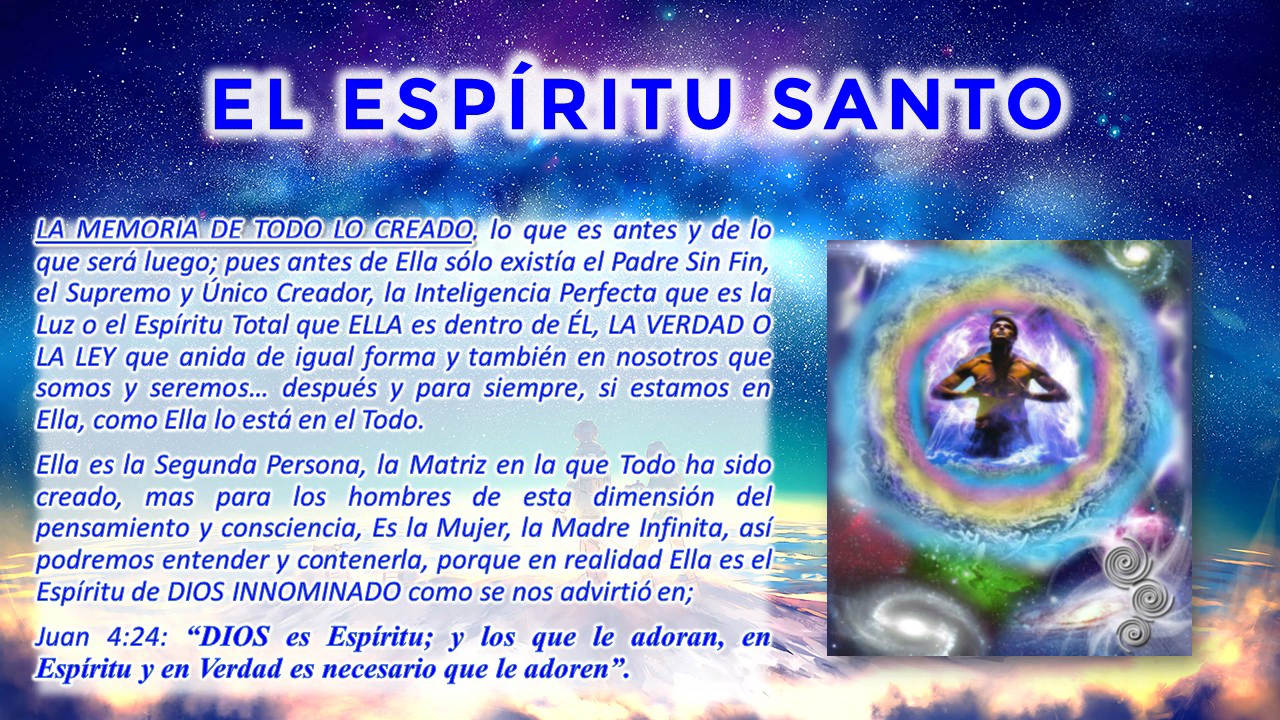 EL ESPÍRITU SANTO
LA MEMORIA DE TODO LO CREADO, lo que es antes y de lo
que será luego; pues antes de Ella sólo existía el Padre Sin Fin,
el Supremo y Único Creador, la Inteligencia Perfecta que es la
Luz o el Espíritu Total que ELLA es dentro de ÉL, LA VERDAD O
LA LEY que anida de igual forma y también en nosotros que
somos y seremos… después y para siempre, si estamos en
Ella, como Ella lo está en el Todo.
Ella es la Segunda Persona, la Matriz en la que Todo ha sido
creado, mas para los hombres de esta dimensión del
pensamiento y consciencia, Es la Mujer, la Madre Infinita, así
podremos entender y contenerla, porque en realidad Ella es el
Espíritu de DIOS INNOMINADO como se nos advirtió en;
Juan 4:24: “DIOS es Espíritu; y los que le adoran, en
Espíritu y en Verdad es necesario que le adoren”.